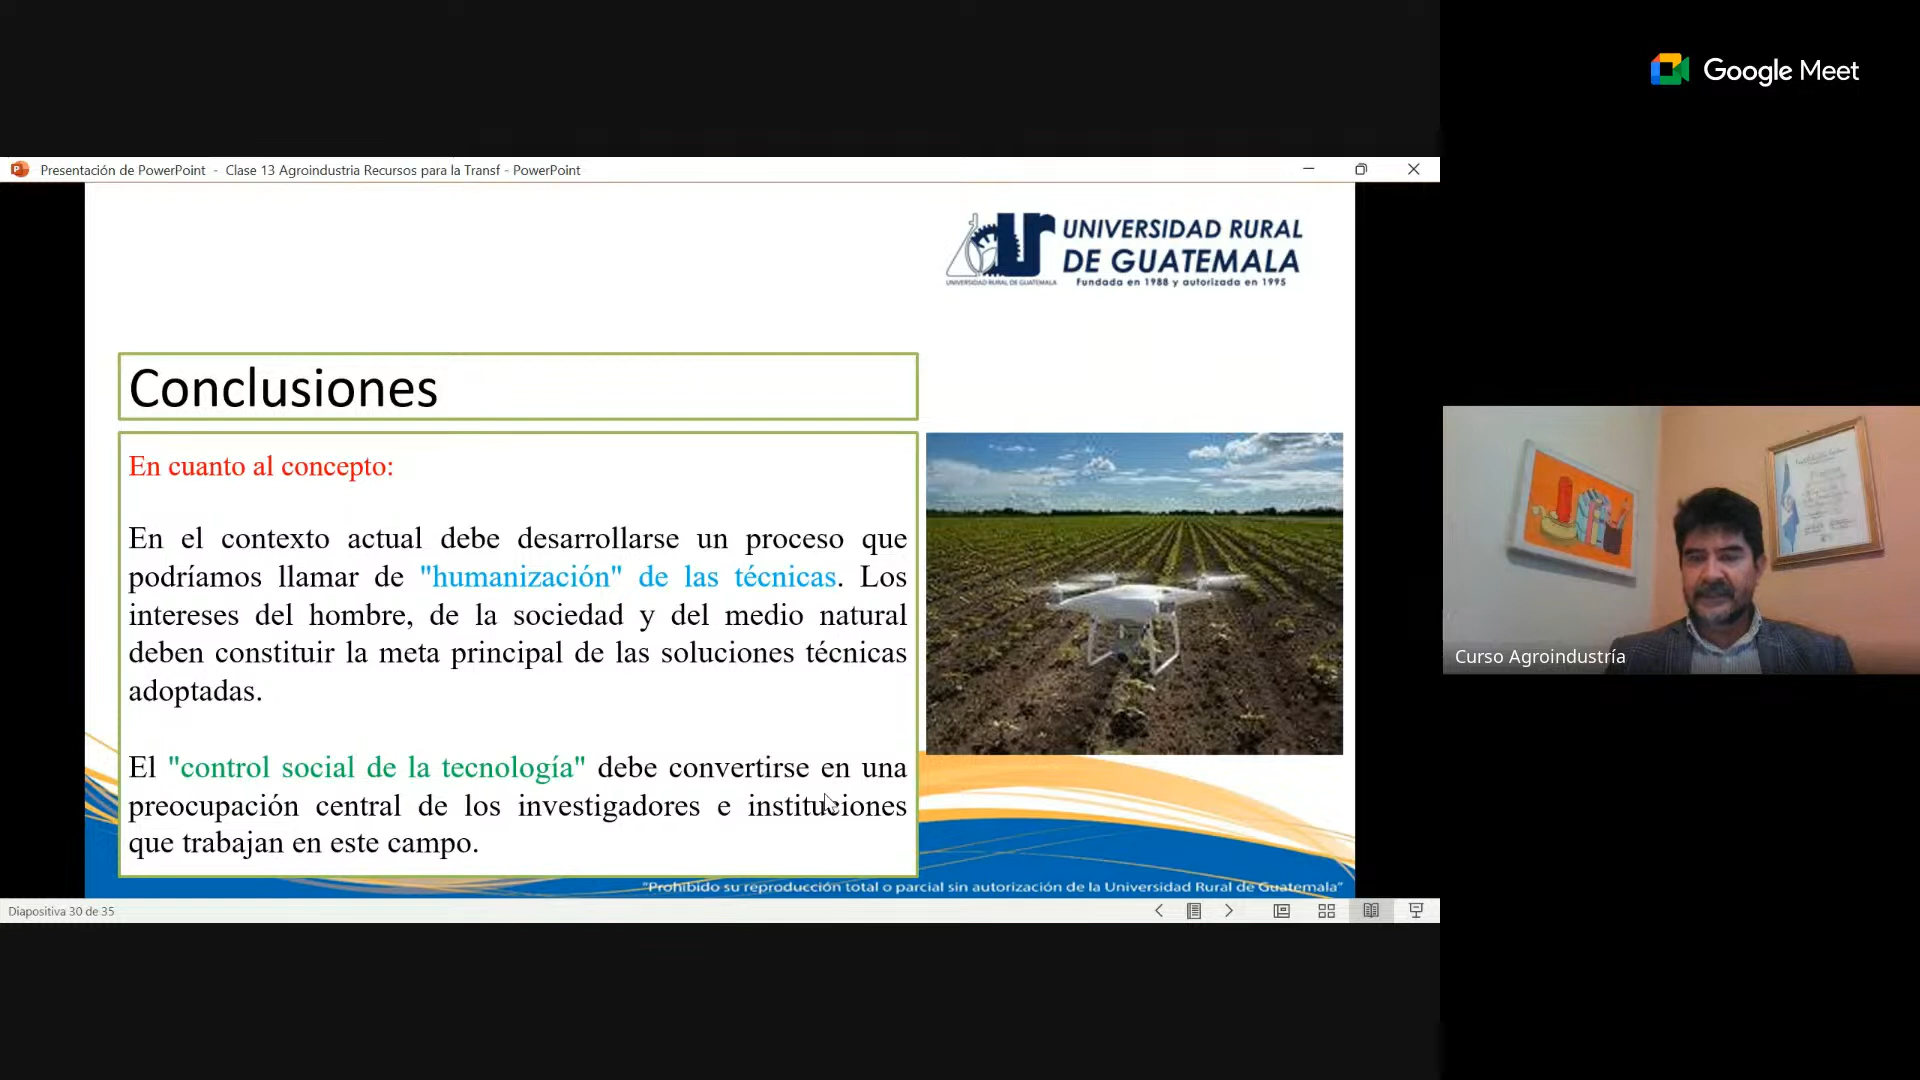 Google Meet
Presentación de PowerPoint - Clase 13 Agroindustria Recursos para la Transf - PowerPoint
UNIVERSIDAD RURAL
DE GUATEMALA
UNIVERSIDAD RURAL DE GUATEMALA
Fundada en 1988 y autorizada en 1995
Conclusiones
En cuanto al concepto:
En el contexto actual debe desarrollarse un proceso que
podríamos llamar de "humanización" de las técnicas. Los
intereses del hombre, de la sociedad y del medio natural
deben constituir la meta principal de las soluciones técnicas
adoptadas.
El "control social de la tecnología" debe convertirse en una
preocupación central de los investigadores e instituciones
que trabajan en este campo.
"Prohibido su reproducción total o parcial sin autorización de la Universidad Rural de Guatemala"
Diapositiva 30 de 35
Curso Agroindustría